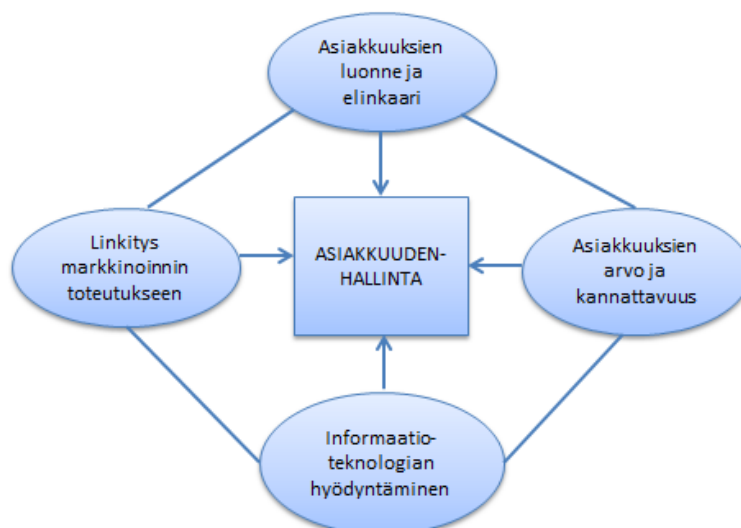 Asiakkuuksien
luonne ja
elinkaari
Linkitys
markkinoinnin
toteutukseen
ASIAKKUUDEN-
HALLINTA
Asiakkuuksien
arvo ja
kannattavuus
Informaatio-
teknologian
hyödyntäminen